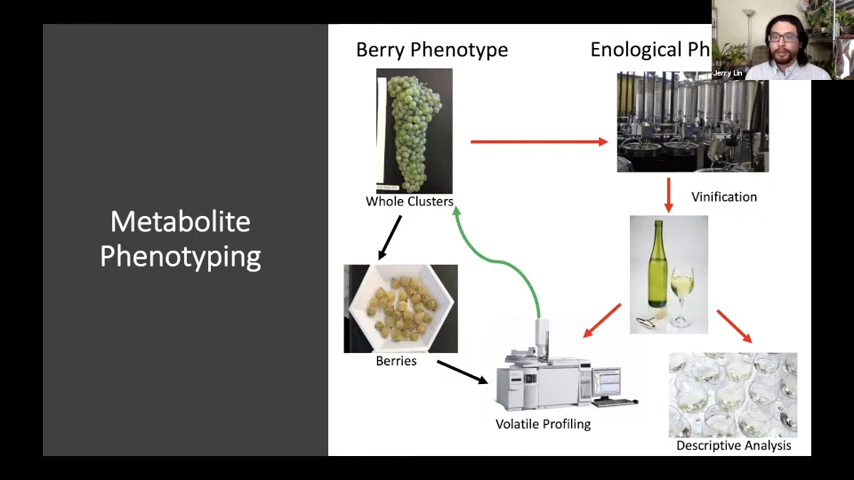 Berry Phenotype
Enological Ph
Jerry Lin
Whole Clusters
Vinification
Metabolite
Phenotyping
Berries
Volatile Profiling
Descriptive Analysis